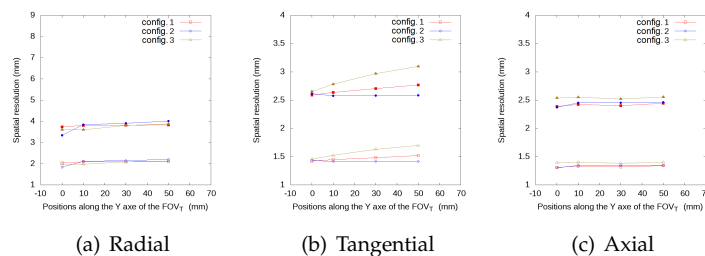 Spatial resolution (mm)
9
8
7
6
5
4
3
2
1
config. 1
config. 2
config. 3
-10 0 10 20 30 40 50 60 70
Positions along the Y axe of the FOV_T (mm)
(a) Radial
Spatial resolution (mm)
4
3.5
3
2.5
2
1.5
1
config. 1
config. 2
config. 3
-10 0 10 20 30 40 50 60 70
Positions along the Y axe of the FOV_T (mm)
(b) Tangential
Spatial resolution (mm)
4
3.5
3
2.5
2
1.5
1
config. 1
config. 2
config. 3
-10 0 10 20 30 40 50 60 70
Positions along the Y axe of the FOV_T (mm)
(c) Axial